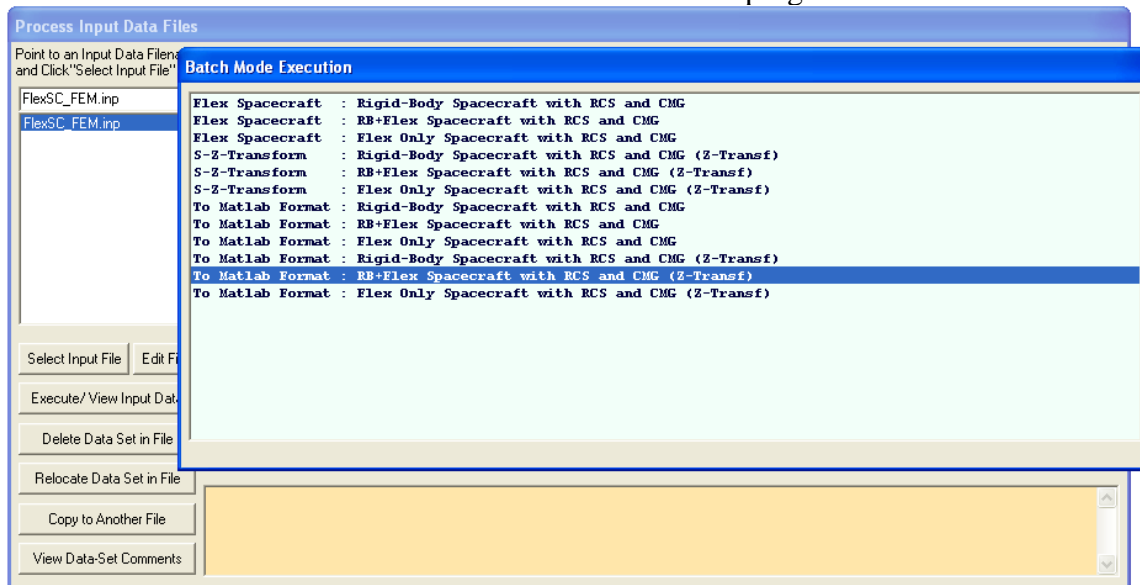 Process Input Data Files
Point to an Input Data
and Click "Select Input File"
FlexSC_FEM.inp
FlexSC_FEM.inp
Batch Mode Execution
Flex Spacecraft : Rigid-Body Spacecraft with RCS and CMG
Flex Spacecraft : RB+Flex Spacecraft with RCS and CMG
Flex Spacecraft : Flex Only Spacecraft with RCS and CMG
S-Z-Transform : Rigid-Body Spacecraft with RCS and CMG (Z-Transf)
S-Z-Transform : RB+Flex Spacecraft with RCS and CMG (Z-Transf)
S-Z-Transform : Flex Only Spacecraft with RCS and CMG (Z-Transf)
To Matlab Format : Rigid-Body Spacecraft with RCS and CMG
To Matlab Format : RB+Flex Spacecraft with RCS and CMG
To Matlab Format : Flex Only Spacecraft with RCS and CMG
To Matlab Format : Rigid-Body Spacecraft with RCS and CMG (Z-Transf)
To Matlab Format : RB+Flex Spacecraft with RCS and CMG (Z-Transf)
To Matlab Format : Flex Only Spacecraft with RCS and CMG (Z-Transf)
Select Input File
Edit Fi
Execute/ View Input Dat
Delete Data Set in File
Relocate Data Set in File
Copy to Another File
View Data-Set Comments